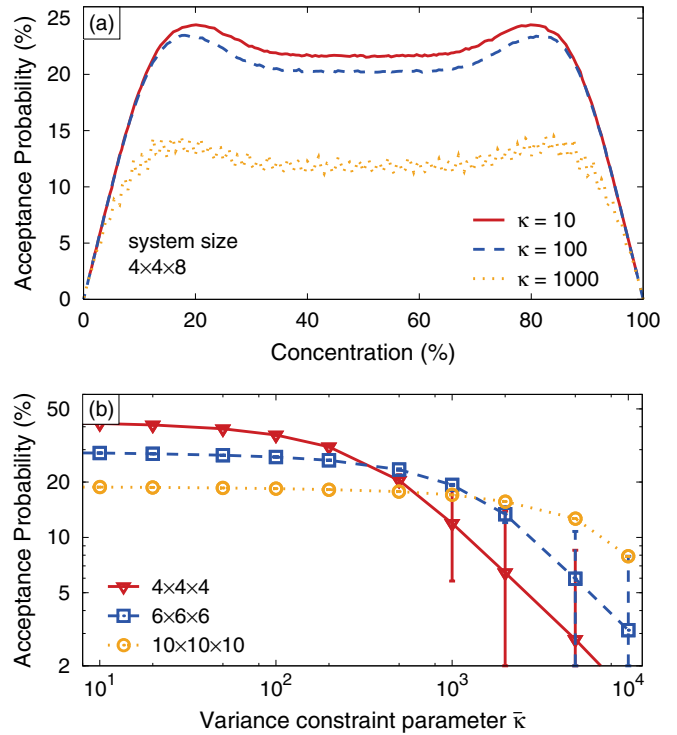 (a)
Acceptance Probability (%)
25
20
15
10
5
0
κ = 10
κ = 100
κ = 1000
system size
4×4×8
0 20 40 60 80 100
Concentration (%)
(b)
Acceptance Probability (%)
50
20
10
5
2
4×4×4
6×6×6
10×10×10
10¹ 10² 10³ 10⁴
Variance constraint parameter κ̄